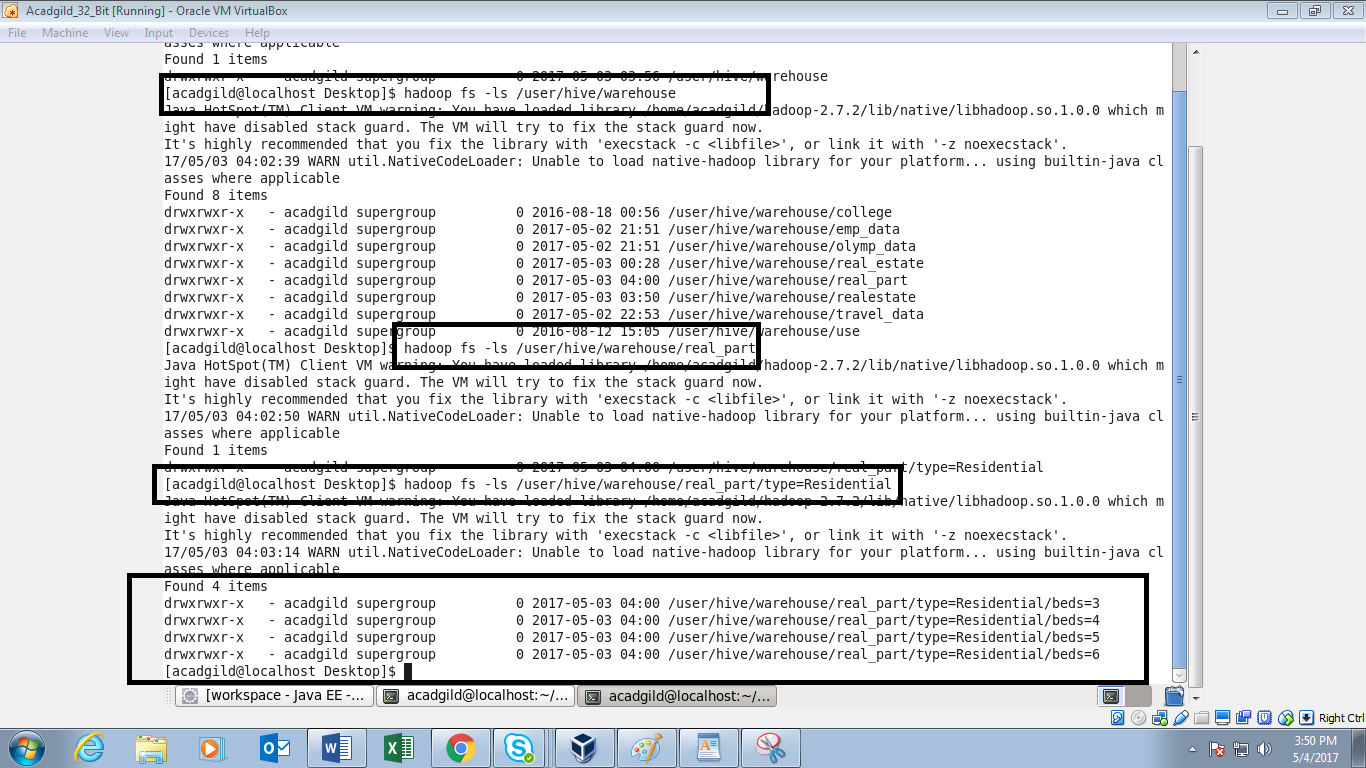 Acadgild_32_Bit [Running] - Oracle VM VirtualBox
File Machine View Input Devices Help
asses where applicable
Found 1 items
drwxrwxr-x   - acadgild supergroup          0 2017-05-03 03:56 /user/hive/warehouse
[acadgild@localhost Desktop]$ hadoop fs -ls /user/hive/warehouse
Java HotSpot(TM) Client VM warning: You have loaded library /home/acadgild/hadoop-2.7.2/lib/native/libhadoop.so.1.0.0 which m
ight have disabled stack guard. The VM will try to fix the stack guard now.
It's highly recommended that you fix the library with 'execstack -c <libfile>', or link it with '-z noexecstack'.
17/05/03 04:02:39 WARN util.NativeCodeLoader: Unable to load native-hadoop library for your platform... using builtin-java cl
asses where applicable
Found 8 items
drwxrwxr-x   - acadgild supergroup          0 2016-08-18 00:56 /user/hive/warehouse/college
drwxrwxr-x   - acadgild supergroup          0 2017-05-02 21:51 /user/hive/warehouse/emp_data
drwxrwxr-x   - acadgild supergroup          0 2017-05-02 21:51 /user/hive/warehouse/olymp_data
drwxrwxr-x   - acadgild supergroup          0 2017-05-03 00:28 /user/hive/warehouse/real_estate
drwxrwxr-x   - acadgild supergroup          0 2017-05-03 04:00 /user/hive/warehouse/real_part
drwxrwxr-x   - acadgild supergroup          0 2017-05-03 03:50 /user/hive/warehouse/realestate
drwxrwxr-x   - acadgild supergroup          0 2017-05-02 22:53 /user/hive/warehouse/travel_data
drwxrwxr-x   - acadgild supergroup          0 2016-08-12 15:05 /user/hive/warehouse/use
[acadgild@localhost Desktop]$ hadoop fs -ls /user/hive/warehouse/real_part
Java HotSpot(TM) Client VM warning: You have loaded library /home/acadgild/hadoop-2.7.2/lib/native/libhadoop.so.1.0.0 which m
ight have disabled stack guard. The VM will try to fix the stack guard now.
It's highly recommended that you fix the library with 'execstack -c <libfile>', or link it with '-z noexecstack'.
17/05/03 04:02:50 WARN util.NativeCodeLoader: Unable to load native-hadoop library for your platform... using builtin-java cl
asses where applicable
Found 1 items
drwxrwxr-x   - acadgild supergroup          0 2017-05-03 04:00 /user/hive/warehouse/real_part/type=Residential
[acadgild@localhost Desktop]$ hadoop fs -ls /user/hive/warehouse/real_part/type=Residential
Java HotSpot(TM) Client VM warning: You have loaded library /home/acadgild/hadoop-2.7.2/lib/native/libhadoop.so.1.0.0 which m
ight have disabled stack guard. The VM will try to fix the stack guard now.
It's highly recommended that you fix the library with 'execstack -c <libfile>', or link it with '-z noexecstack'.
17/05/03 04:03:14 WARN util.NativeCodeLoader: Unable to load native-hadoop library for your platform... using builtin-java cl
asses where applicable
Found 4 items
drwxrwxr-x   - acadgild supergroup          0 2017-05-03 04:00 /user/hive/warehouse/real_part/type=Residential/beds=3
drwxrwxr-x   - acadgild supergroup          0 2017-05-03 04:00 /user/hive/warehouse/real_part/type=Residential/beds=4
drwxrwxr-x   - acadgild supergroup          0 2017-05-03 04:00 /user/hive/warehouse/real_part/type=Residential/beds=5
drwxrwxr-x   - acadgild supergroup          0 2017-05-03 04:00 /user/hive/warehouse/real_part/type=Residential/beds=6
[acadgild@localhost Desktop]$
[workspace - Java EE -... acadgild@localhost:~/... acadgild@localhost:~/...
Right Ctrl
3:50 PM
5/4/2017